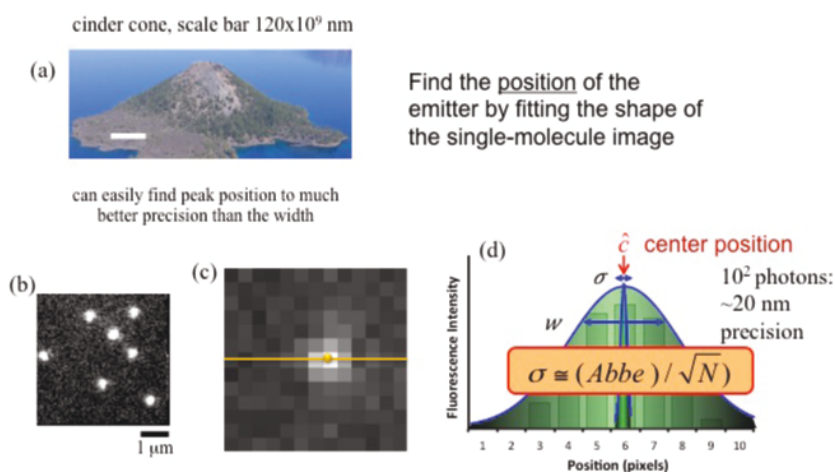 cinder cone, scale bar 120x10⁹ nm
(a)
Find the position of the
emitter by fitting the shape of
the single-molecule image
can easily find peak position to much
better precision than the width
(b)
1 μm
(c)
(d)
ĉ center position
σ
w
10² photons:
~20 nm
precision
σ ≅ (Abbe) / √N)
Fluorescence Intensity
1 2 3 4 5 6 7 8 9 10
Position (pixels)